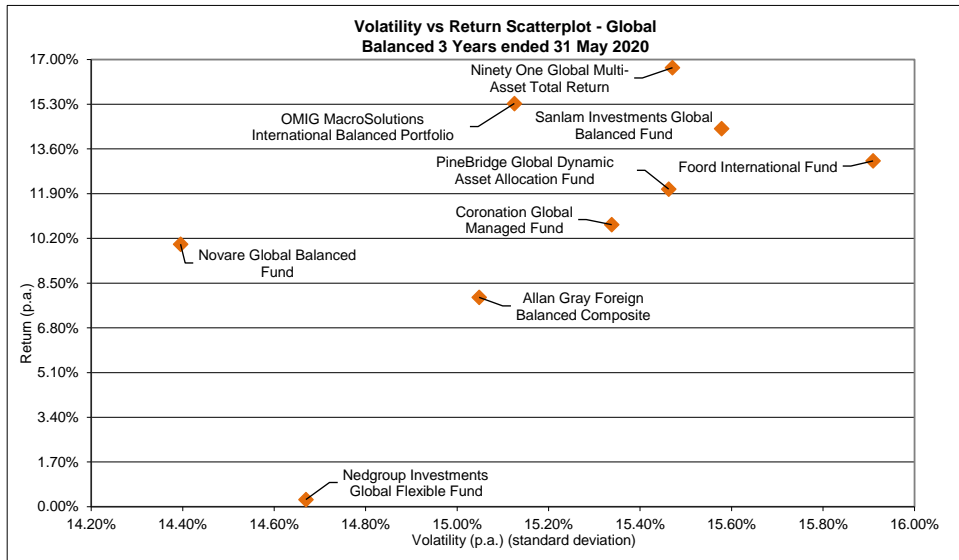 Volatility vs Return Scatterplot - Global
Balanced 3 Years ended 31 May 2020
17.00%
15.30%
13.60%
11.90%
10.20%
8.50%
6.80%
5.10%
3.40%
1.70%
0.00%
Return (p.a.)
Ninety One Global Multi-
Asset Total Return
OMIG MacroSolutions
International Balanced Portfolio
Sanlam Investments Global
Balanced Fund
PineBridge Global Dynamic
Asset Allocation Fund
Foord International Fund
Coronation Global
Managed Fund
Novare Global Balanced
Fund
Allan Gray Foreign
Balanced Composite
Nedgroup Investments
Global Flexible Fund
14.20% 14.40% 14.60% 14.80% 15.00% 15.20% 15.40% 15.60% 15.80% 16.00%
Volatility (p.a.) (standard deviation)